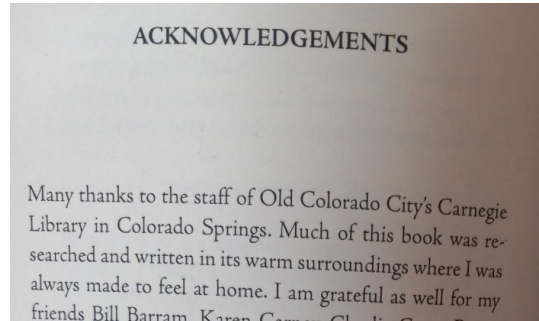 ACKNOWLEDGEMENTS
Many thanks to the staff of Old Colorado City's Carnegie
Library in Colorado Springs. Much of this book was re-
searched and written in its warm surroundings where I was
always made to feel at home. I am grateful as well for my
friends Bill Barram, Karen